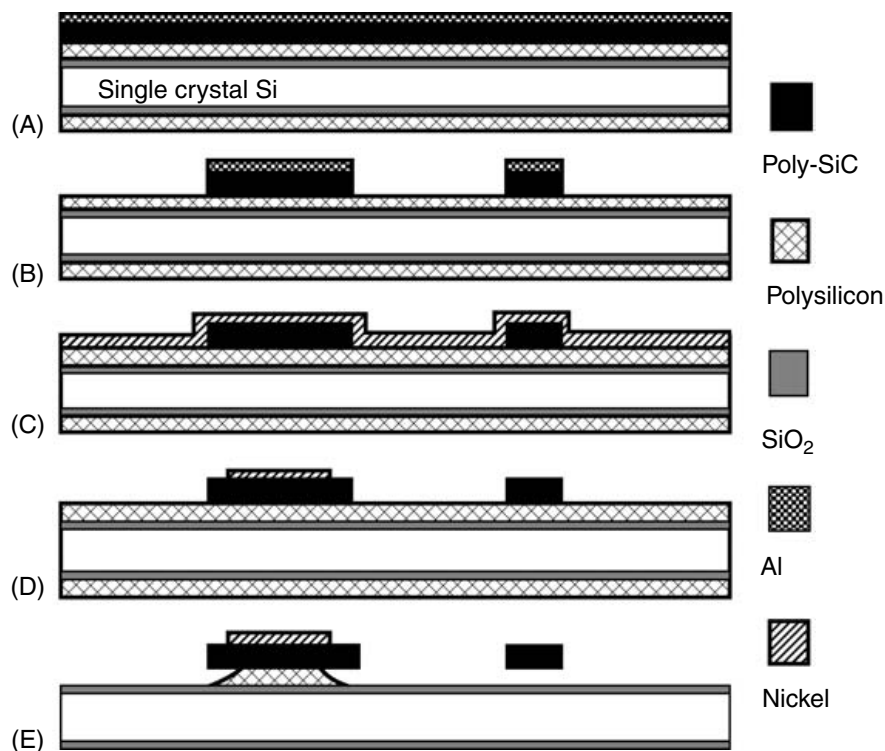 Single crystal Si
(A)
Poly-SiC
(B)
Polysilicon
(C)
SiO₂
(D)
Al
(E)
Nickel